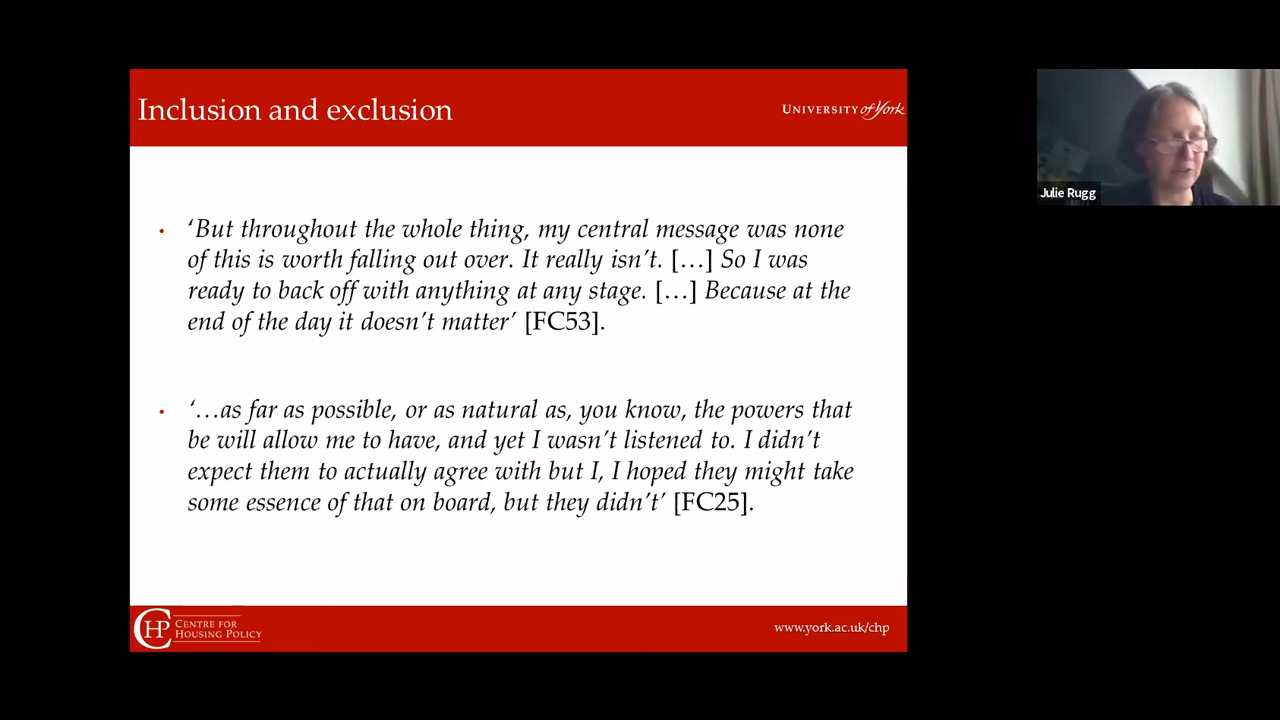 Inclusion and exclusion
UNIVERSITY of York
Julie Rugg
• ‘But throughout the whole thing, my central message was none
of this is worth falling out over. It really isn’t. […] So I was
ready to back off with anything at any stage. […] Because at the
end of the day it doesn’t matter’ [FC53].
• ‘…as far as possible, or as natural as, you know, the powers that
be will allow me to have, and yet I wasn’t listened to. I didn’t
expect them to actually agree with but I, I hoped they might take
some essence of that on board, but they didn’t’ [FC25].
CHP
CENTRE FOR
HOUSING POLICY
www.york.ac.uk/chp